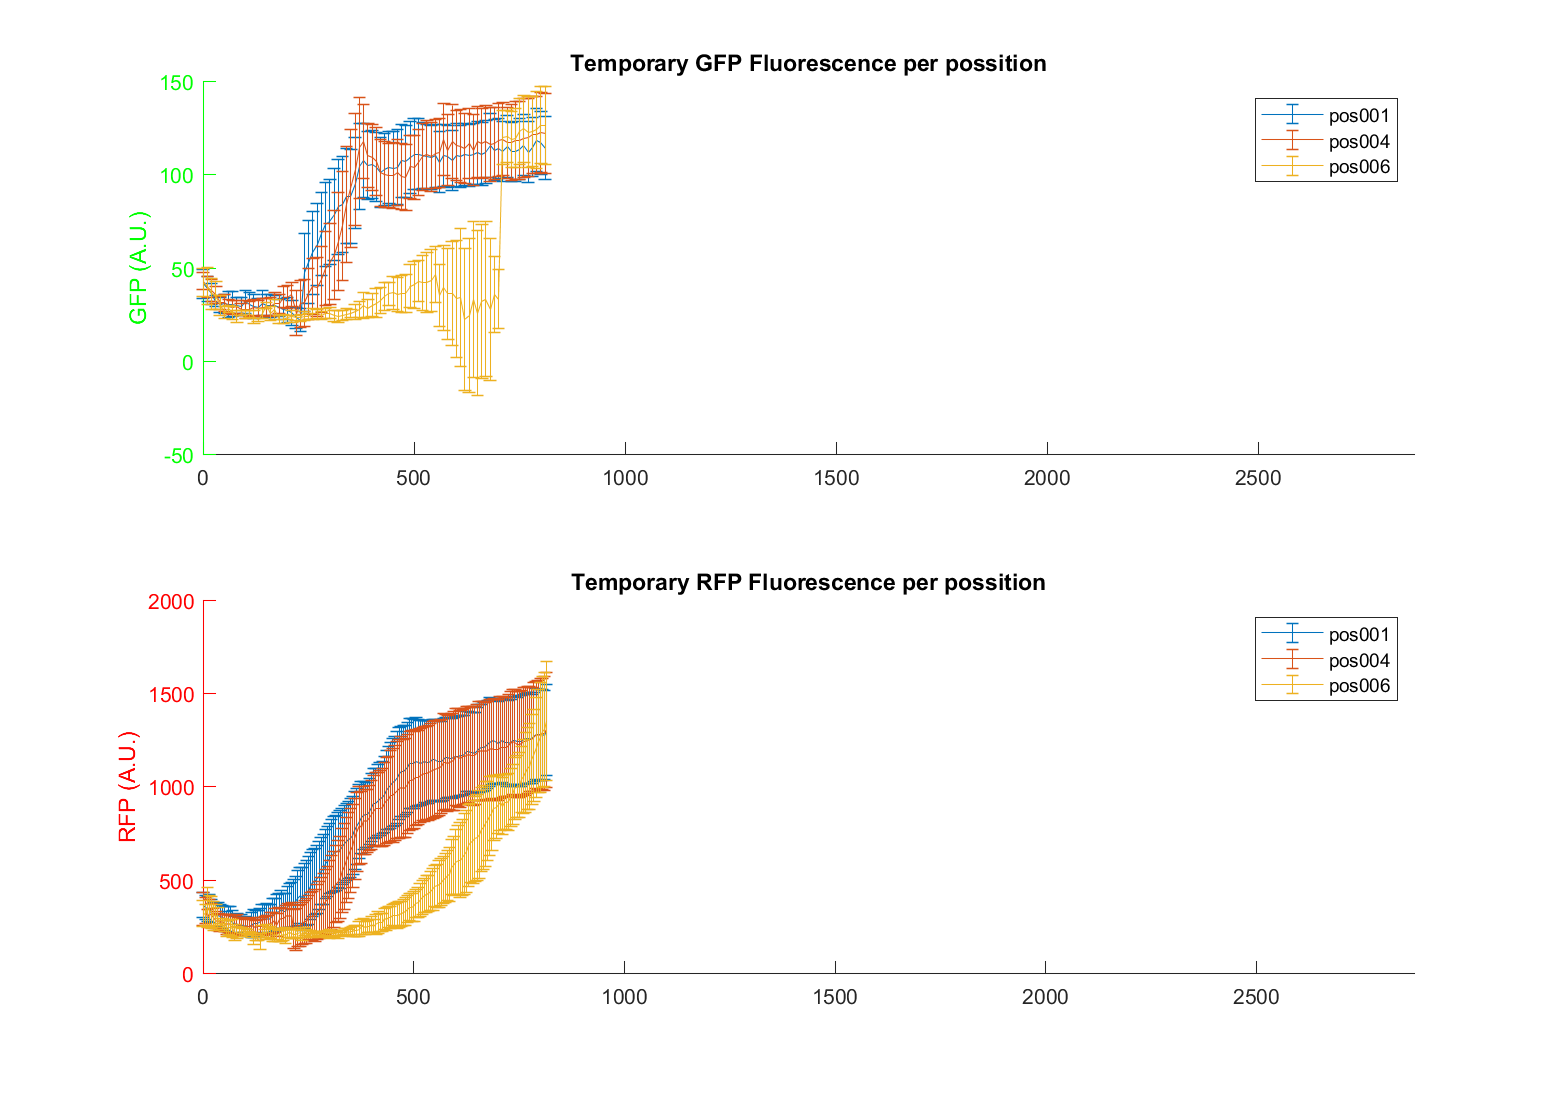 Temporary GFP Fluorescence per possition
150
100
50
0
-50
GFP (A.U.)
0 500 1000 1500 2000 2500
pos001
pos004
pos006
Temporary RFP Fluorescence per possition
2000
1500
1000
500
0
RFP (A.U.)
0 500 1000 1500 2000 2500
pos001
pos004
pos006